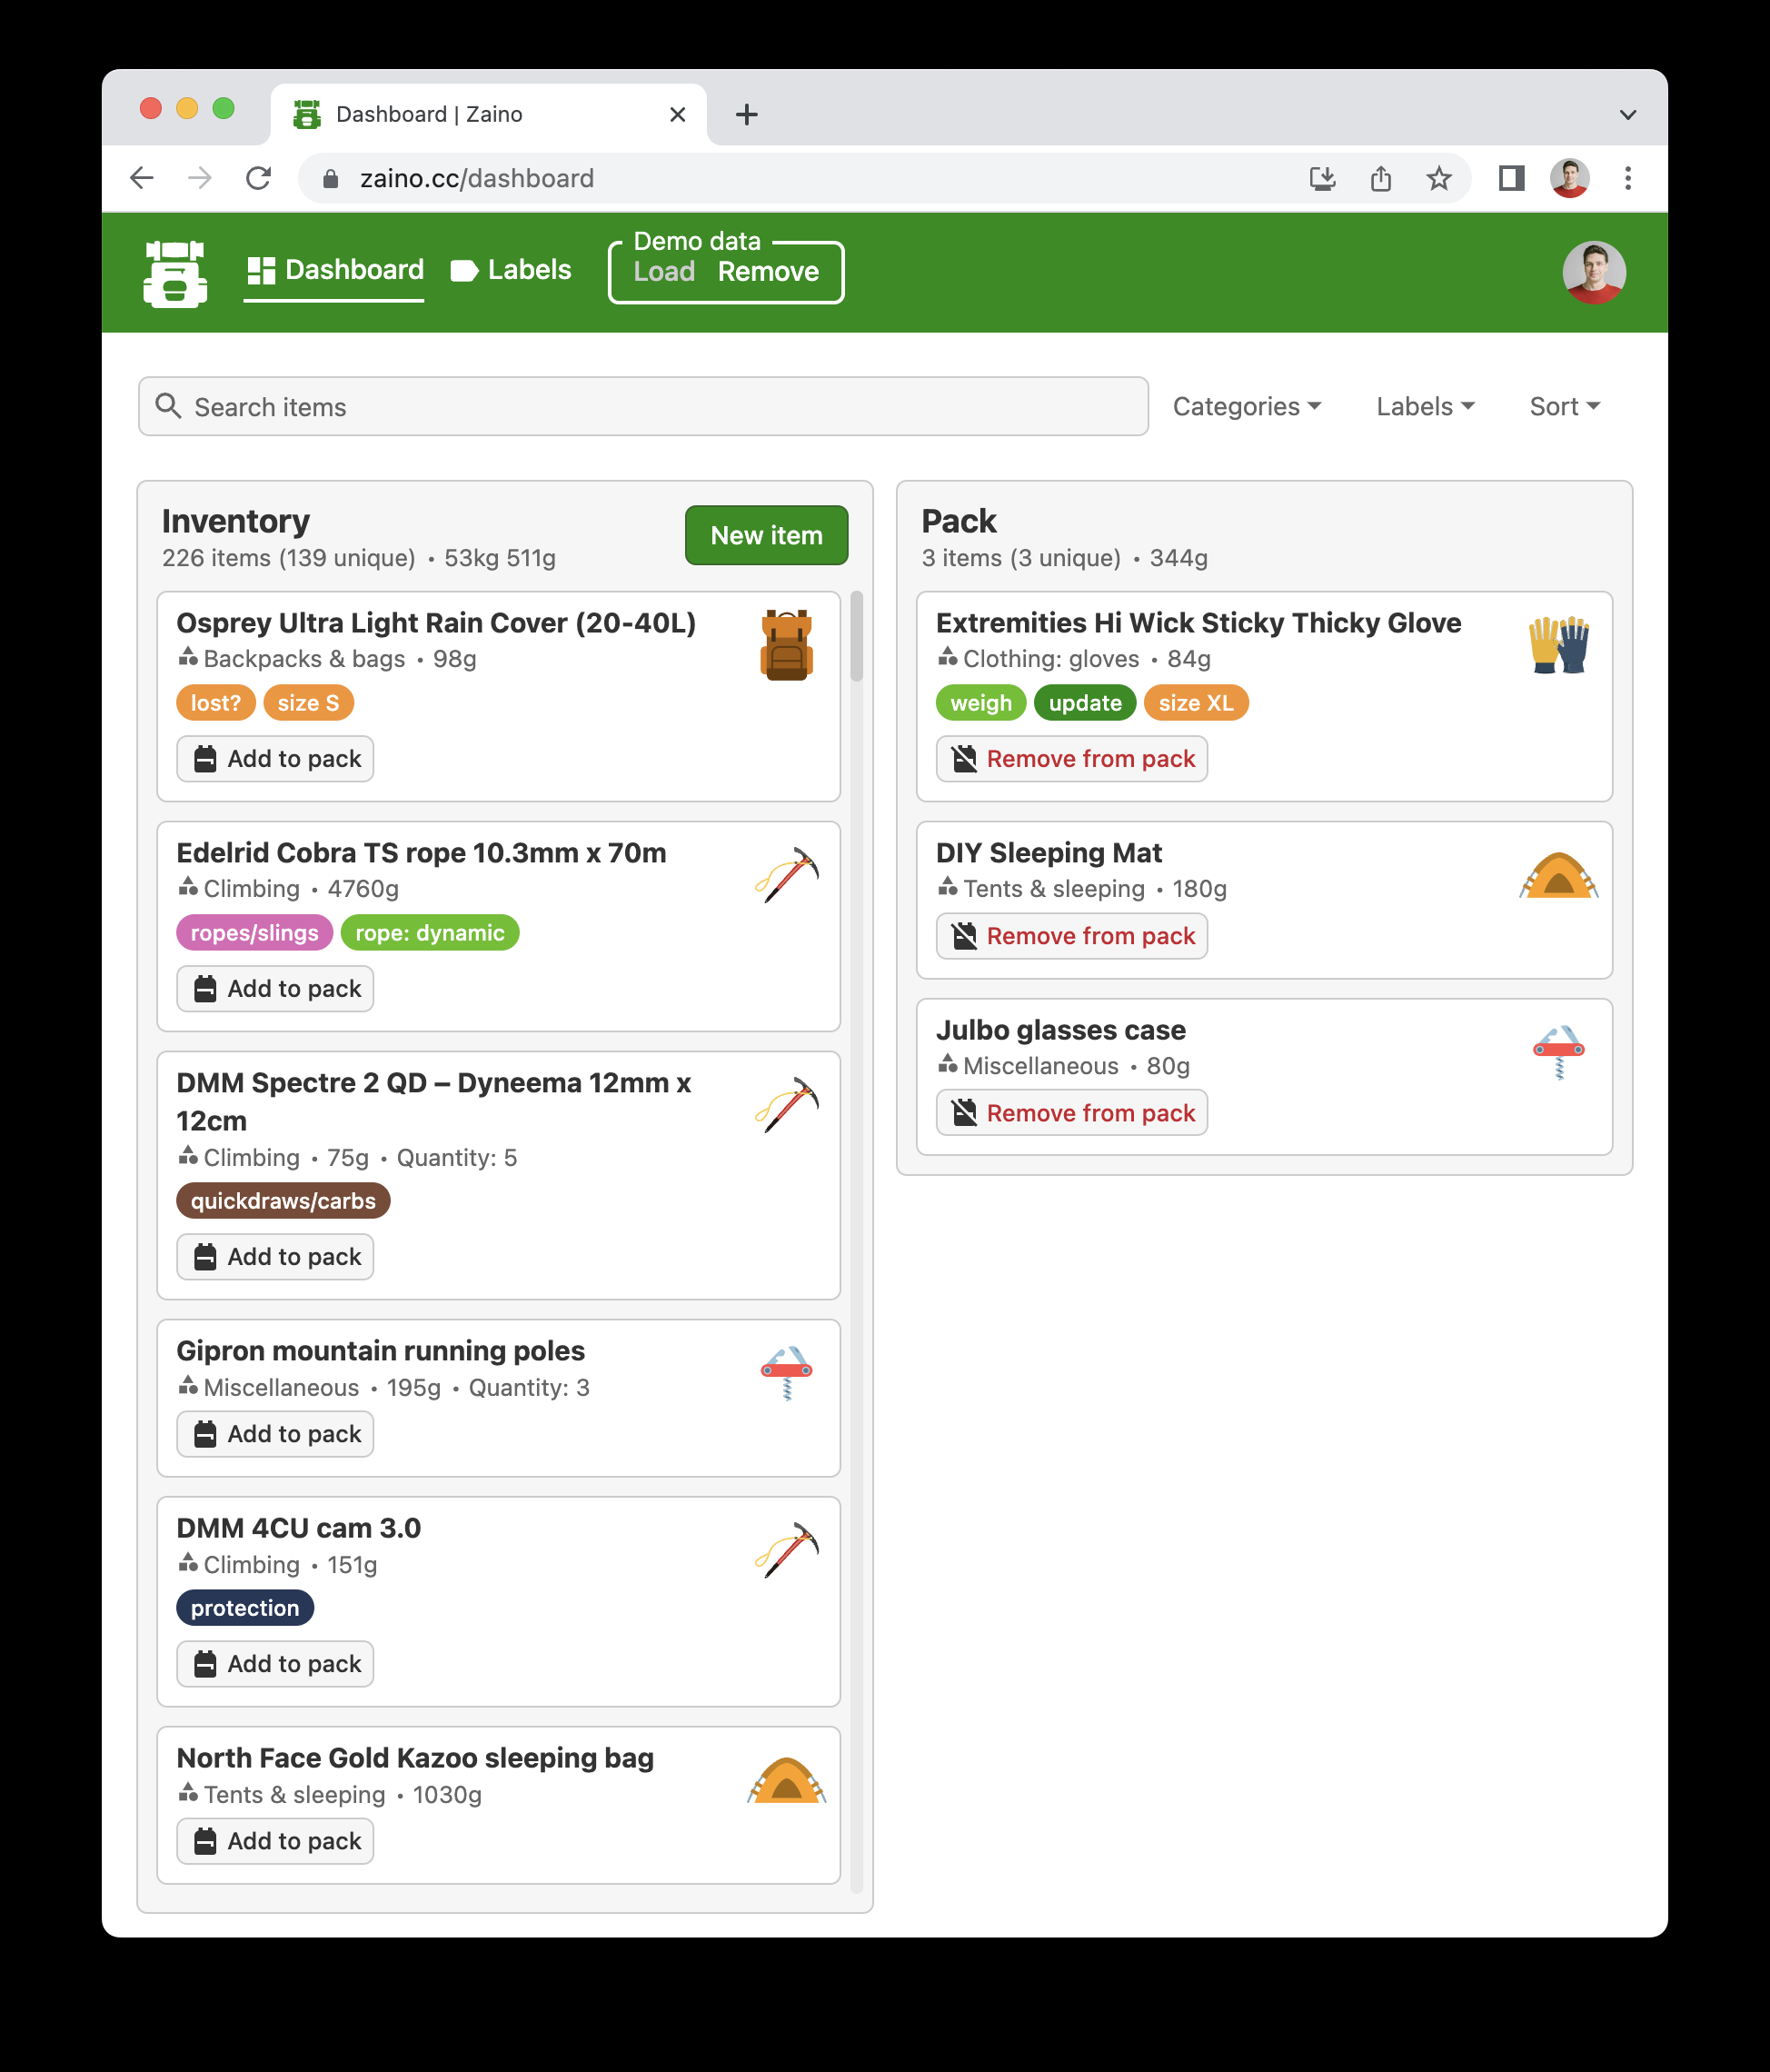 Dashboard | Zaino
zaino.cc/dashboard
Dashboard
Labels
Demo data
Load Remove
Search items
Categories
Labels
Sort
Inventory
226 items (139 unique) • 53kg 511g
New item
Osprey Ultra Light Rain Cover (20-40L)
Backpacks & bags • 98g
lost? size S
Add to pack
Edelrid Cobra TS rope 10.3mm x 70m
Climbing • 4760g
ropes/slings rope: dynamic
Add to pack
DMM Spectre 2 QD – Dyneema 12mm x
12cm
Climbing • 75g • Quantity: 5
quickdraws/carbs
Add to pack
Gipron mountain running poles
Miscellaneous • 195g • Quantity: 3
Add to pack
DMM 4CU cam 3.0
Climbing • 151g
protection
Add to pack
North Face Gold Kazoo sleeping bag
Tents & sleeping • 1030g
Add to pack
Pack
3 items (3 unique) • 344g
Extremities Hi Wick Sticky Thicky Glove
Clothing: gloves • 84g
weigh update size XL
Remove from pack
DIY Sleeping Mat
Tents & sleeping • 180g
Remove from pack
Julbo glasses case
Miscellaneous • 80g
Remove from pack